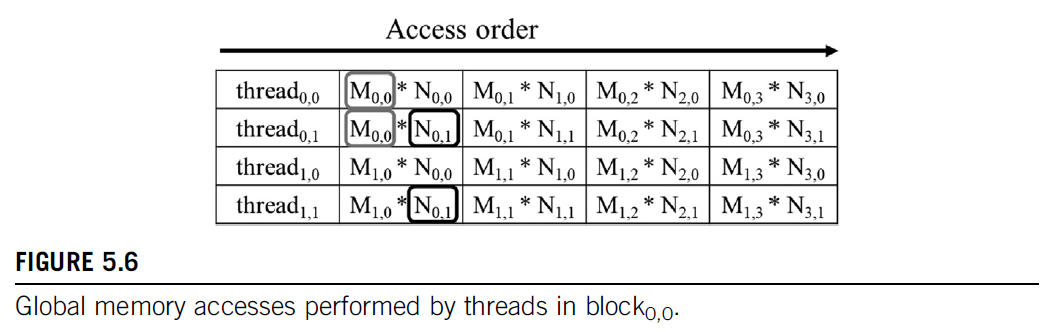 Access order
thread0,0 M0,0 * N0,0 M0,1 * N1,0 M0,2 * N2,0 M0,3 * N3,0
thread0,1 M0,0 * N0,1 M0,1 * N1,1 M0,2 * N2,1 M0,3 * N3,1
thread1,0 M1,0 * N0,0 M1,1 * N1,0 M1,2 * N2,0 M1,3 * N3,0
thread1,1 M1,0 * N0,1 M1,1 * N1,1 M1,2 * N2,1 M1,3 * N3,1
FIGURE 5.6
Global memory accesses performed by threads in block0,0.